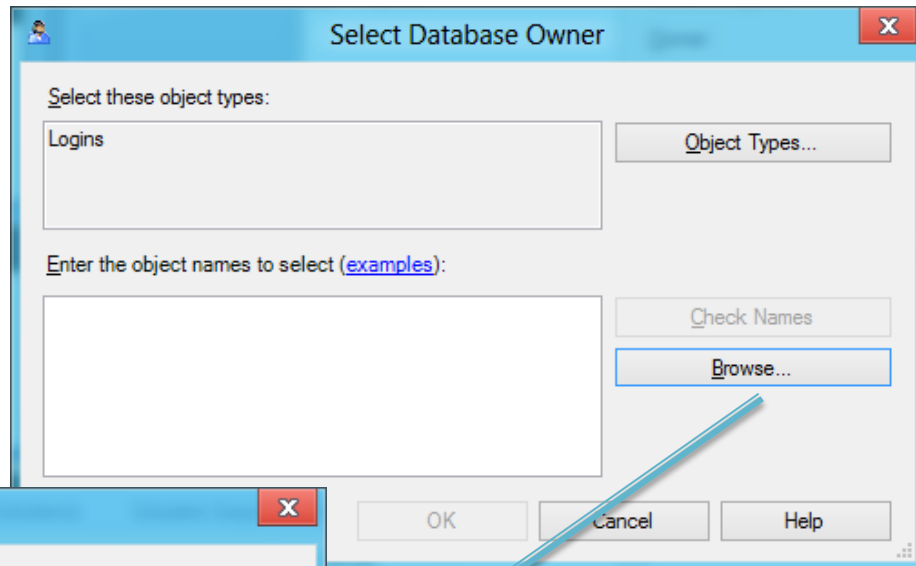 Select Database Owner
Select these object types:
Logins
Object Types...
Enter the object names to select (examples):
Check Names
Browse...
OK
Cancel
Help